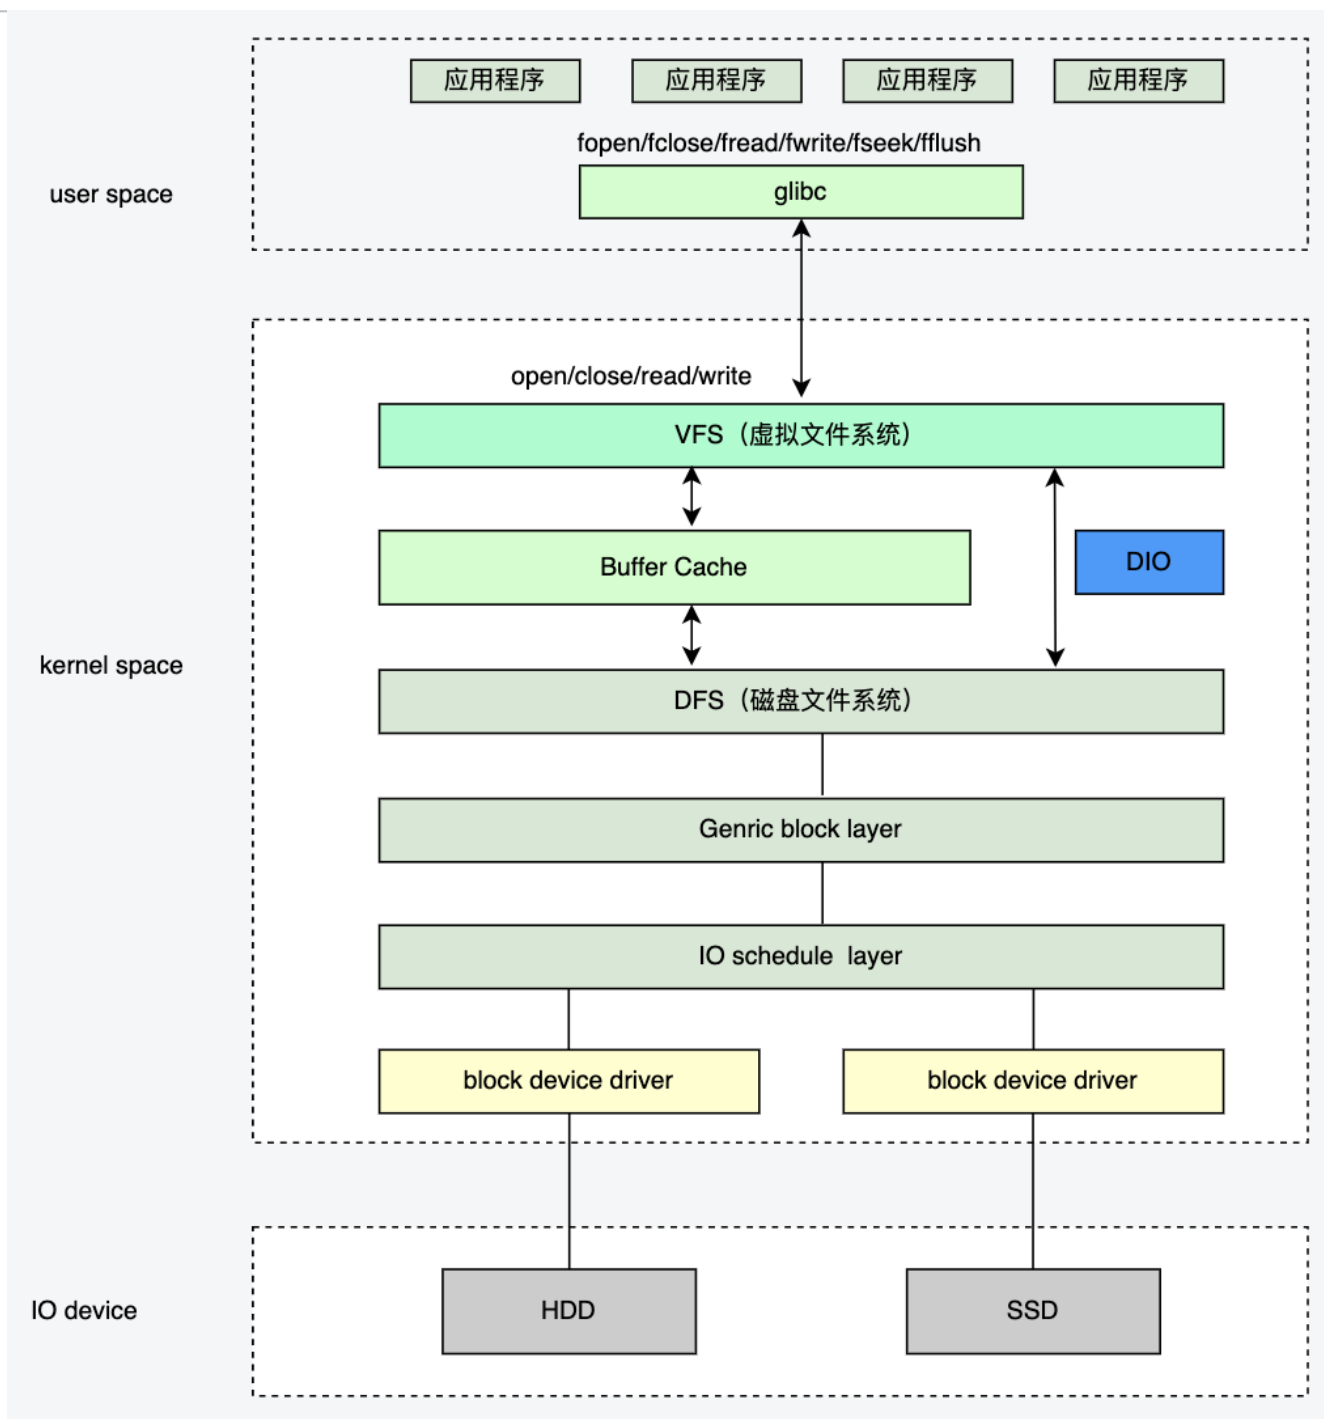 应用程序
应用程序
应用程序
应用程序
fopen/fclose/fread/fwrite/fseek/fflush
user space
glibc
open/close/read/write
VFS（虚拟文件系统）
Buffer Cache
DIO
kernel space
DFS（磁盘文件系统）
Genric block layer
IO schedule  layer
block device driver
block device driver
IO device
HDD
SSD